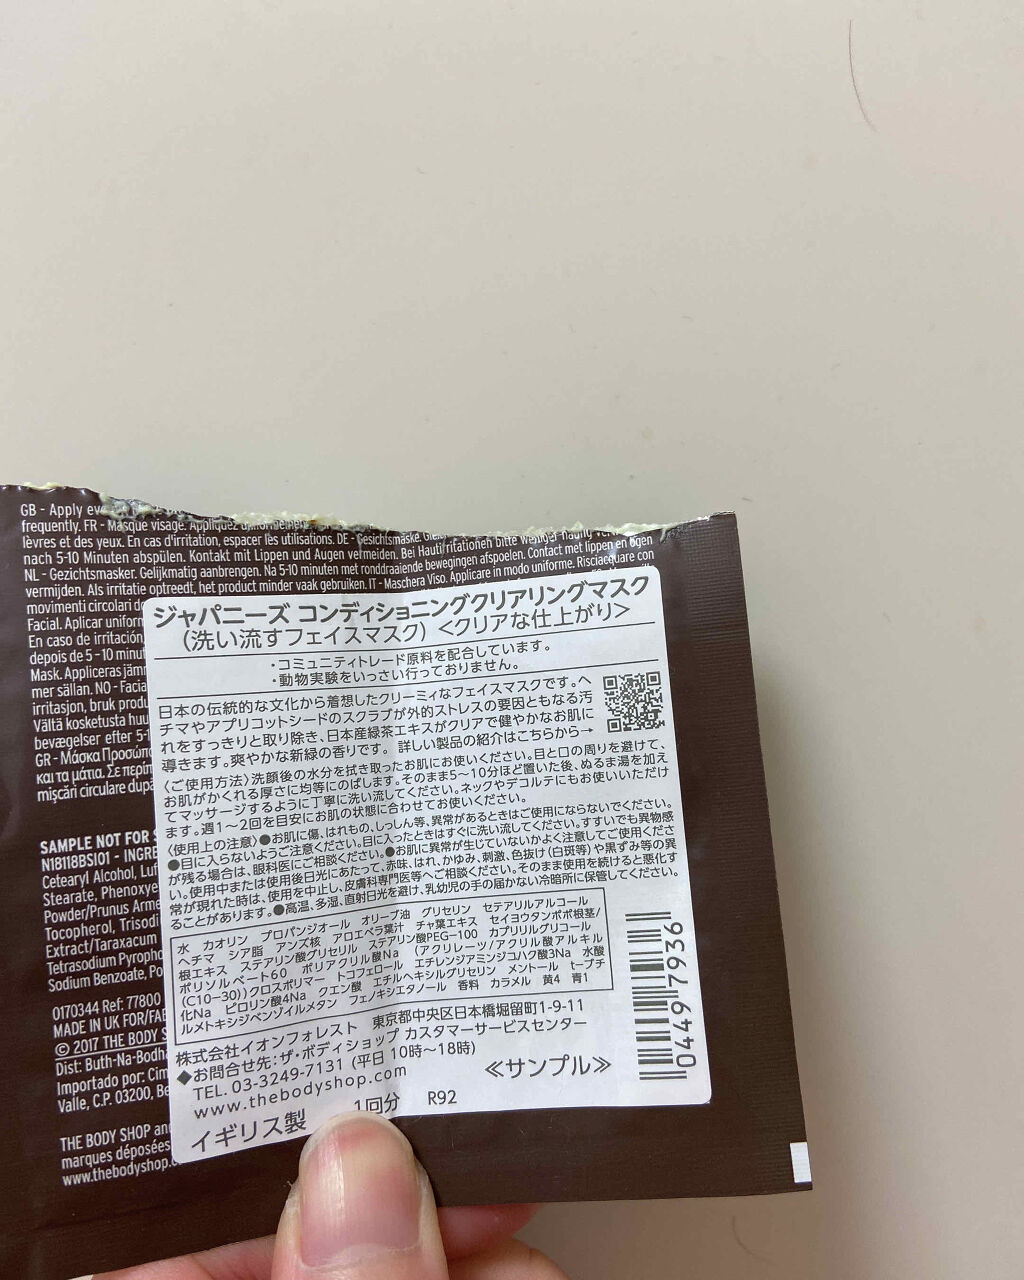 GB - Apply
frequently. FR - Masque visage. Appliquez
lèvres et des yeux. En cas d'irritation, espacer les utilisations. DE - Gesichtsmaske.
nach 5-10 Minuten abspülen. Kontakt mit Lippen und Augen vermeiden. Bei Hautirritationen bitte weniger häufig
NL - Gezichtsmasker. Gelijkmatig aanbrengen. Na 5-10 minuten met ronddraaiende bewegingen afspoelen. Contact met lippen en ogen
vermijden. Als irritatie optreedt, het product minder vaak gebruiken. IT - Maschera Viso. Applicare in modo uniforme. Risciacquare con
movimenti circolari
Facial. Aplicar
En caso de irritación,
depois de 5-10
Mask. Appliceras
mer sällan. NO -
irritasjon, bruk
Vältä kosketusta
bevægelser efter
GR - Μάσκα
και τα μάτια. Σε
mişcări circulare
SAMPLE NOT FOR
N18118BSI01 -
Cetearyl Alcohol,
Stearate,
Powder/Prunus
Tocopherol,
Extract/Taraxacum
Tetrasodium
Sodium Benzoate,
0170344 Ref: 77800
MADE IN UK
© 2017 THE BODY
Dist: Buth-Na-Bodh
Importado por:
Valle, C.P. 03200,
THE BODY SHOP
marques déposées
www.thebodyshop.
ジャパニーズ コンディショニングクリアリングマスク
(洗い流すフェイスマスク) <クリアな仕上がり>
・コミュニティトレード原料を配合しています。
・動物実験をいっさい行っておりません。
日本の伝統的な文化から着想したクリーミィなフェイスマスクです。ヘ
チマやアプリコットシードのスクラブが外的ストレスの要因ともなる汚
れをすっきりと取り除き、日本産緑茶エキスがクリアで健やかなお肌に
導きます。爽やかな新緑の香りです。詳しい製品の紹介はこちらから→
〈ご使用方法〉洗顔後の水分を拭き取ったお肌にお使いください。目と口の周りを避けて、
お肌がかくれる厚さに均等にのばします。そのまま5～10分ほど置いた後、ぬるま湯を加え
てマッサージするように丁寧に洗い流してください。ネックやデコルテにもお使いいただけ
ます。週1～2回を目安にお肌の状態に合わせてお使いください。
〈使用上の注意〉●お肌に傷、はれもの、しっしん等、異常があるときはご使用にならないでください。
●目に入らないようご注意ください。目に入ったときはすぐに洗い流してください。すすいでも異物感
が残る場合は、眼科医にご相談ください。●お肌に異常が生じていないかよく注意してご使用くださ
い。使用中または使用後日光にあたって、赤味、はれ、かゆみ、刺激、色抜け(白斑等)や黒ずみ等の異
常が現れた時は、使用を中止し、皮膚科専門医等へご相談ください。そのまま使用を続けると悪化す
ることがあります。●高温、多湿、直射日光を避け、乳幼児の手の届かない冷暗所に保管してください。
水 カオリン プロパンジオール オリーブ油 グリセリン セテアリルアルコール
ヘチマ シア脂 アンズ核 アロエベラ葉汁 チャ葉エキス セイヨウタンポポ根茎/
根エキス ステアリン酸グリセリル ステアリン酸PEG-100 カプリリルグリコール
ポリソルベート60 ポリアクリル酸Na (アクリレーツ/アクリル酸アルキル
(C10-30))クロスポリマー トコフェロール エチレンジアミンジコハク酸3Na 水酸
化Na ピロリン酸4Na クエン酸 エチルヘキシルグリセリン メントール t-ブチ
ルメトキシジベンゾイルメタン フェノキシエタノール 香料 カラメル 黄4 青1
株式会社イオンフォレスト 東京都中央区日本橋堀留町1-9-11
◆お問合せ先：ザ・ボディショップ カスタマーサービスセンター
TEL. 03-3249-7131 (平日 10時～18時)
www.thebodyshop.com
≪サンプル≫
イギリス製 1回分 R92
0449 7936